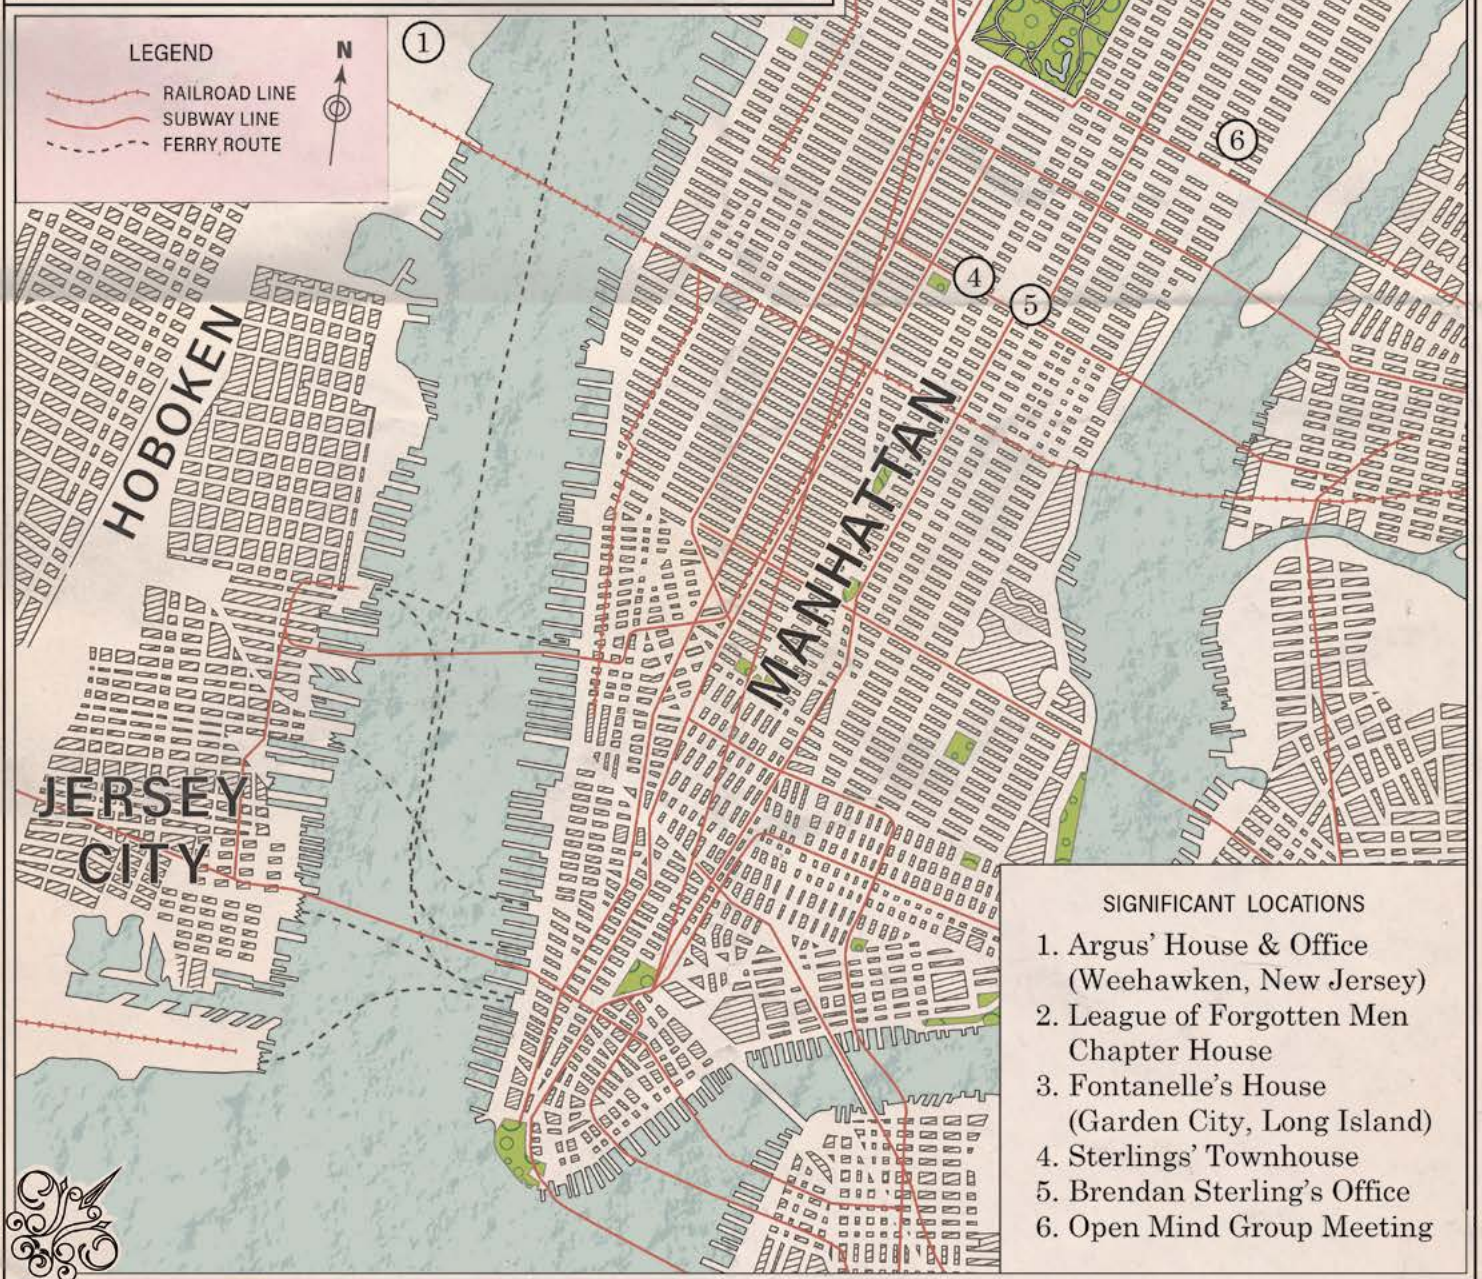 LEGEND
N
RAILROAD LINE
SUBWAY LINE
FERRY ROUTE
1
6
4
5
HOBOKEN
MANHATTAN
JERSEY
CITY
SIGNIFICANT LOCATIONS
1. Argus' House & Office
(Weehawken, New Jersey)
2. League of Forgotten Men
Chapter House
3. Fontanelle's House
(Garden City, Long Island)
4. Sterlings' Townhouse
5. Brendan Sterling's Office
6. Open Mind Group Meeting